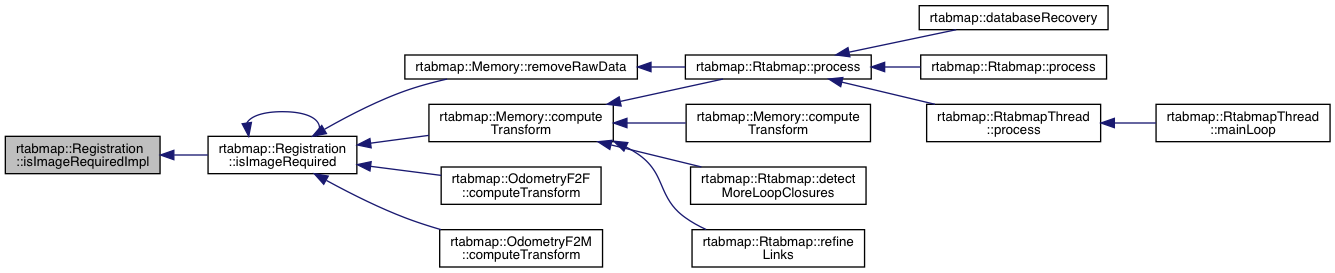 rtabmap::Registration
::isImageRequiredImpl
rtabmap::Registration
::isImageRequired
rtabmap::Memory::removeRawData
rtabmap::Memory::compute
Transform
rtabmap::OdometryF2F
::computeTransform
rtabmap::OdometryF2M
::computeTransform
rtabmap::Rtabmap::process
rtabmap::Memory::compute
Transform
rtabmap::Rtabmap::detect
MoreLoopClosures
rtabmap::Rtabmap::refine
Links
rtabmap::databaseRecovery
rtabmap::Rtabmap::process
rtabmap::RtabmapThread
::process
rtabmap::RtabmapThread
::mainLoop